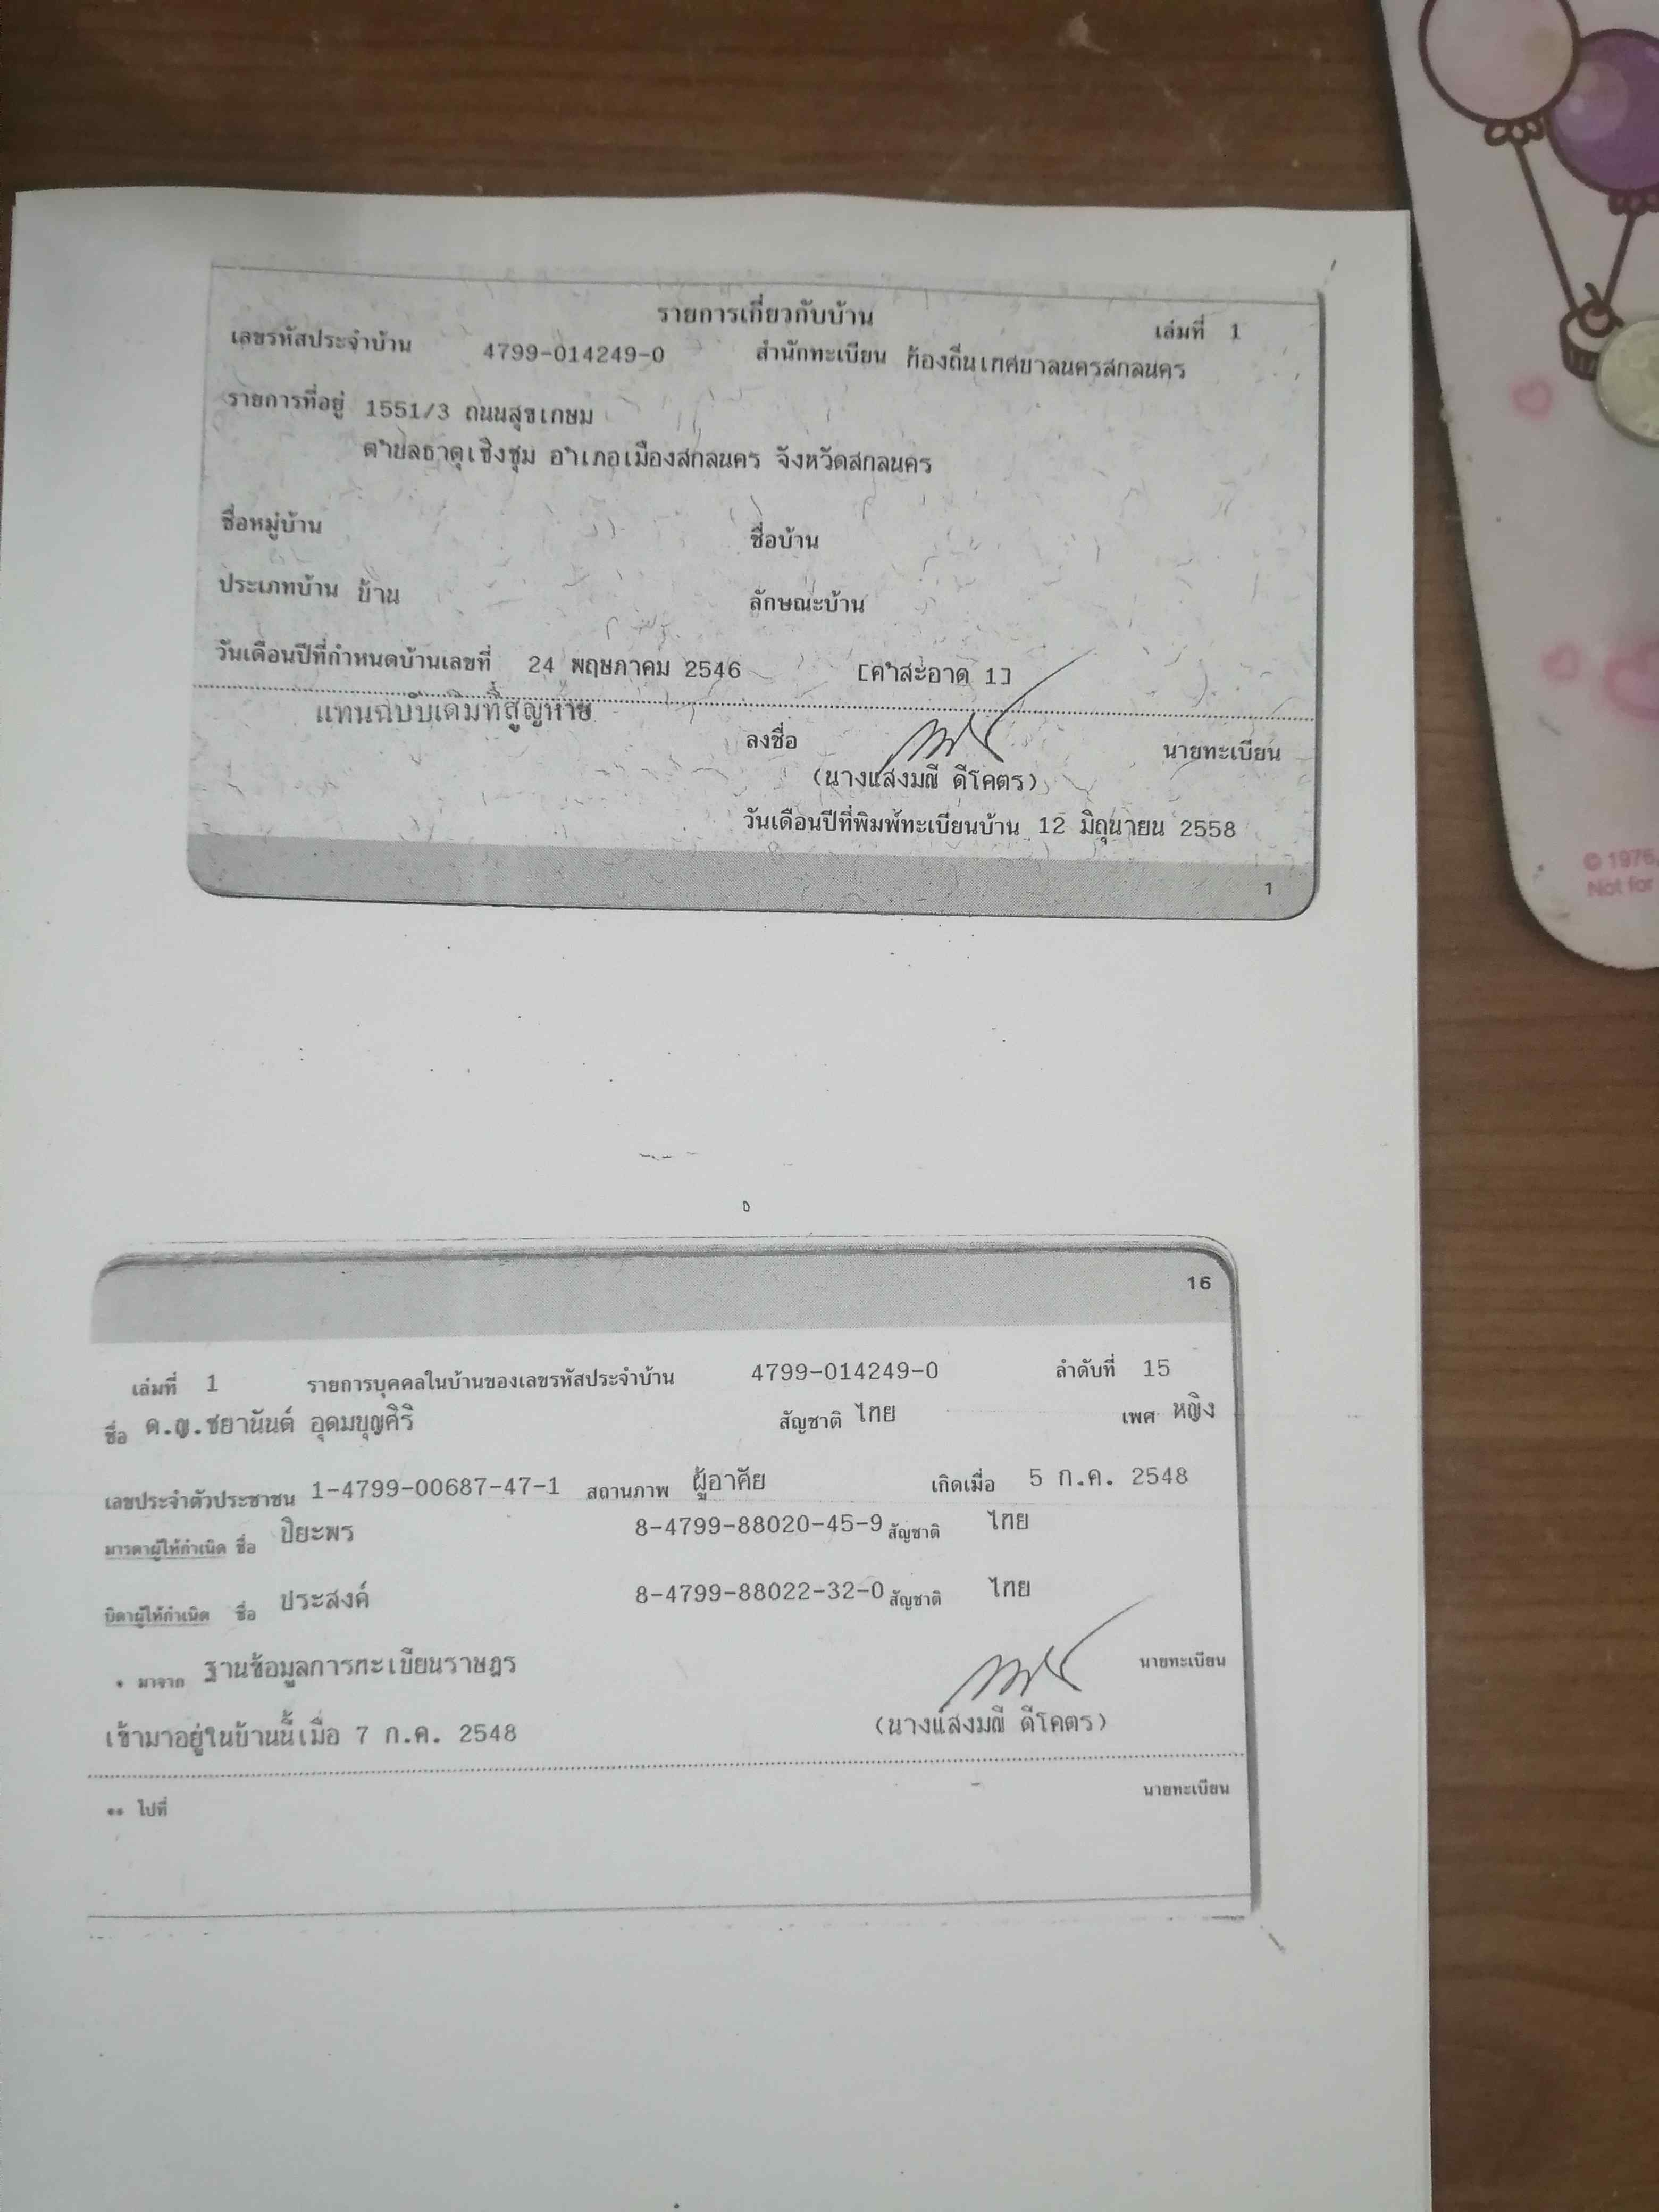 รายการเกี่ยวกับบ้าน
เล่มที่ 1
เลขรหัสประจำบ้าน 4799-014249-0 สำนักทะเบียน ท้องถิ่นเทศบาลนครสกลนคร
รายการที่อยู่ 1551/3 ถนนสุขเกษม
ตำบลธาตุเชิงชุม อำเภอเมืองสกลนคร จังหวัดสกลนคร
ชื่อหมู่บ้าน ชื่อบ้าน
ประเภทบ้าน บ้าน ลักษณะบ้าน
วันเดือนปีที่กำหนดบ้านเลขที่ 24 พฤษภาคม 2546 [คำสะอาด 1]
แทนฉบับเดิมที่สูญหาย
ลงชื่อ นายทะเบียน
(นางแสงมณี ดีโคตร)
วันเดือนปีที่พิมพ์ทะเบียนบ้าน 12 มิถุนายน 2558
1
16
เล่มที่ 1 รายการบุคคลในบ้านของเลขรหัสประจำบ้าน 4799-014249-0 ลำดับที่ 15
ชื่อ ด.ญ.ชยานันต์ อุดมบุญศิริ สัญชาติ ไทย เพศ หญิง
เลขประจำตัวประชาชน 1-4799-00687-47-1 สถานภาพ ผู้อาศัย เกิดเมื่อ 5 ก.ค. 2548
มารดาผู้ให้กำเนิด ชื่อ ปิยะพร 8-4799-88020-45-9 สัญชาติ ไทย
บิดาผู้ให้กำเนิด ชื่อ ประสงค์ 8-4799-88022-32-0 สัญชาติ ไทย
* มาจาก ฐานข้อมูลการทะเบียนราษฎร นายทะเบียน
เข้ามาอยู่ในบ้านนี้เมื่อ 7 ก.ค. 2548 (นางแสงมณี ดีโคตร)
** ไปที่ นายทะเบียน
© 1976,
Not for